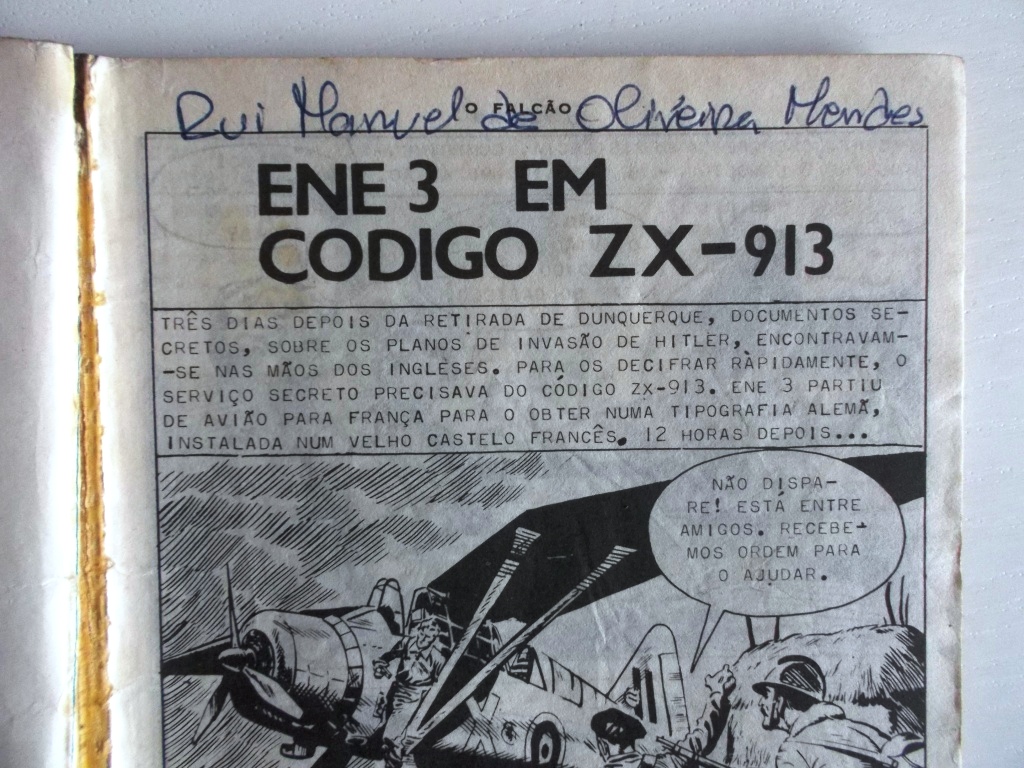 O FALCÃO
Rui Manuel de Oliveira Mendes
ENE 3 EM
CODIGO ZX-913
TRÊS DIAS DEPOIS DA RETIRADA DE DUNQUERQUE, DOCUMENTOS SE-
CRETOS, SOBRE OS PLANOS DE INVASÃO DE HITLER, ENCONTRAVAM-
-SE NAS MÃOS DOS INGLESES. PARA OS DECIFRAR RÀPIDAMENTE, O
SERVIÇO SECRETO PRECISAVA DO CÓDIGO ZX-913. ENE 3 PARTIU
DE AVIÃO PARA FRANÇA PARA O OBTER NUMA TIPOGRAFIA ALEMÃ,
INSTALADA NUM VELHO CASTELO FRANCÊS. 12 HORAS DEPOIS...
NÃO DISPA-
RE! ESTÁ ENTRE
AMIGOS. RECEBE-
MOS ORDEM PARA
O AJUDAR.